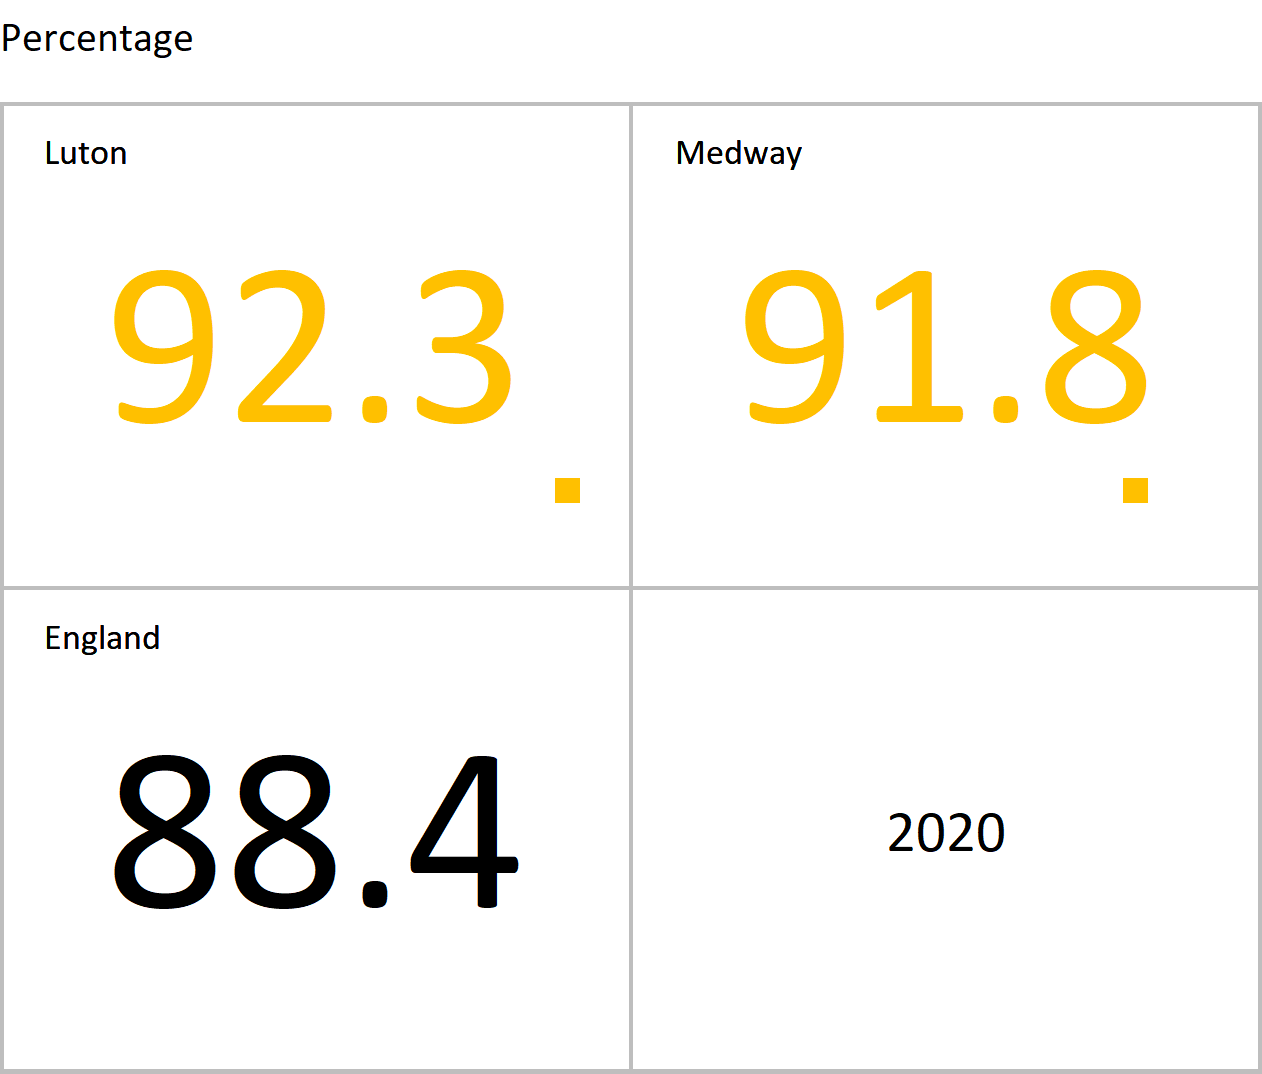 Percentage
Luton
Medway
92.3
91.8
England
88.4
2020